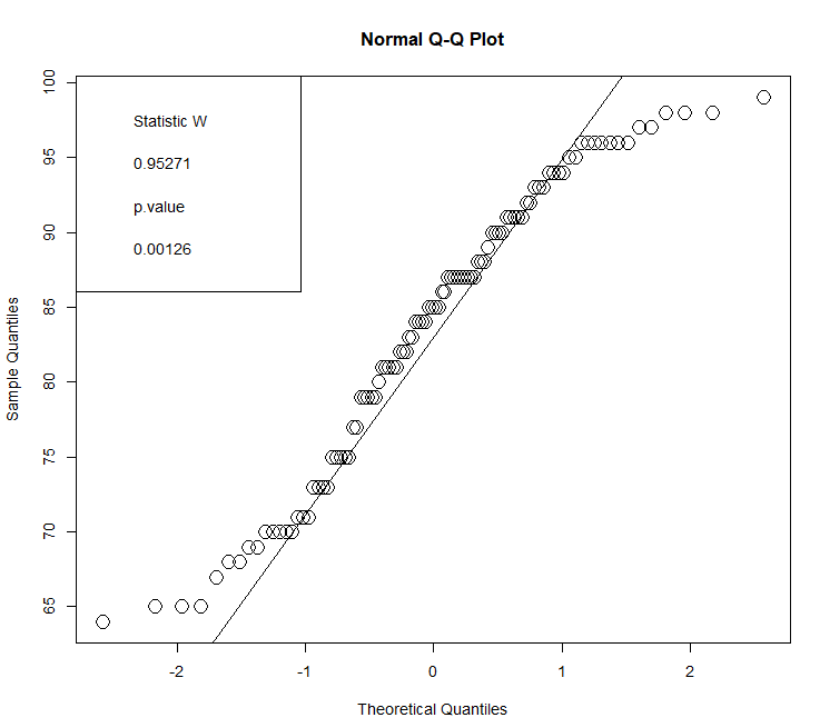 Normal Q-Q Plot
Statistic W
0.95271
p.value
0.00126
100
95
90
85
80
75
70
65
Sample Quantiles
-2 -1 0 1 2
Theoretical Quantiles